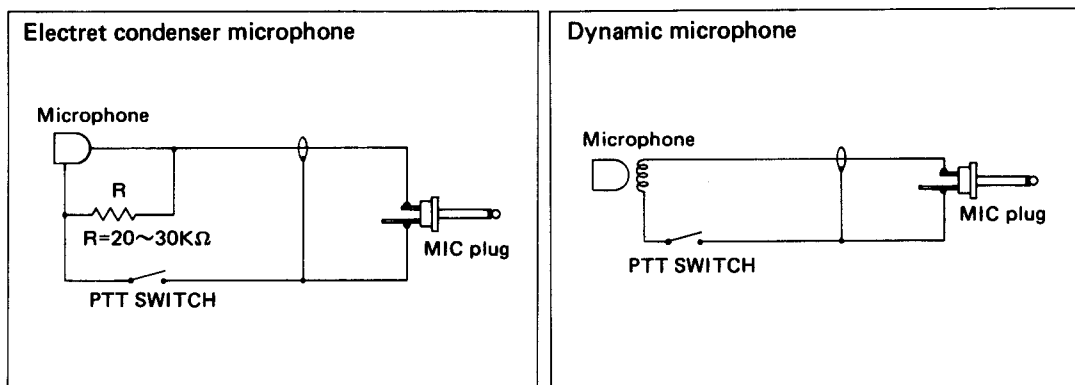 Electret condenser microphone
Microphone
R
R=20~30KΩ
PTT SWITCH
MIC plug
Dynamic microphone
Microphone
PTT SWITCH
MIC plug